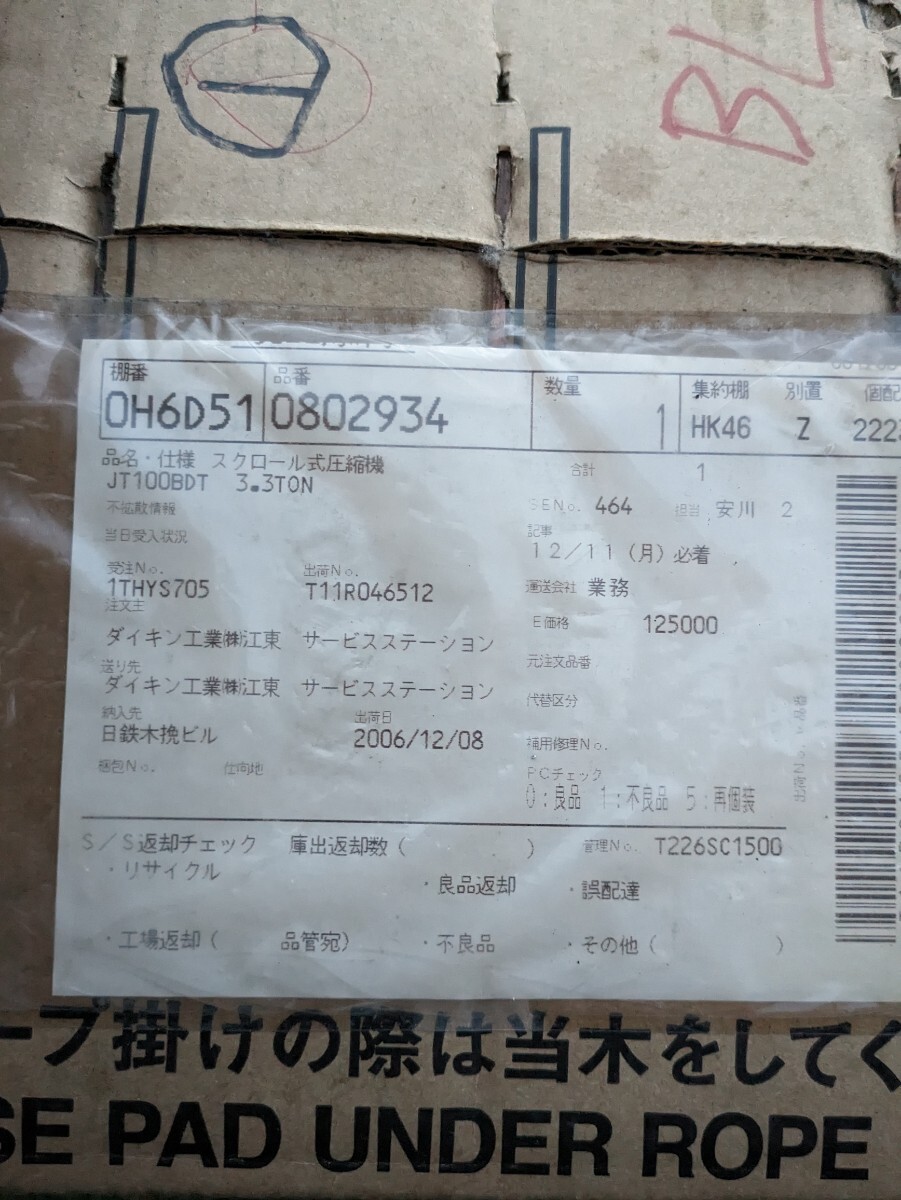 BL
棚番 品番 数量 集約棚 別置 個配
0H6D51 0802934 1 HK46 Z 222
品名・仕様 スクロール式圧縮機 合計 1
JT100BDT 3.3TON
不拡散情報 SENo. 464 担当 安川 2
当日受入状況 記事
12/11(月)必着
受注No. 出荷No. 運送会社 業務
1THYS705 T11R046512
注文主 E価格 125000
ダイキン工業㈱江東 サービスステーション
送り先 元注文品番
ダイキン工業㈱江東 サービスステーション
代替区分
納入先 出荷日
日鉄木挽ビル 2006/12/08 補用修理No.
梱包No. 仕向地 PCチェック
0:良品 1:不良品 5:再個装
S/S返却チェック 庫出返却数( ) 管理No. T226SC1500
・リサイクル ・良品返却 ・誤配達
・工場返却( 品管宛) ・不良品 ・その他( )
ープ掛けの際は当木をしてく
SE PAD UNDER ROPE